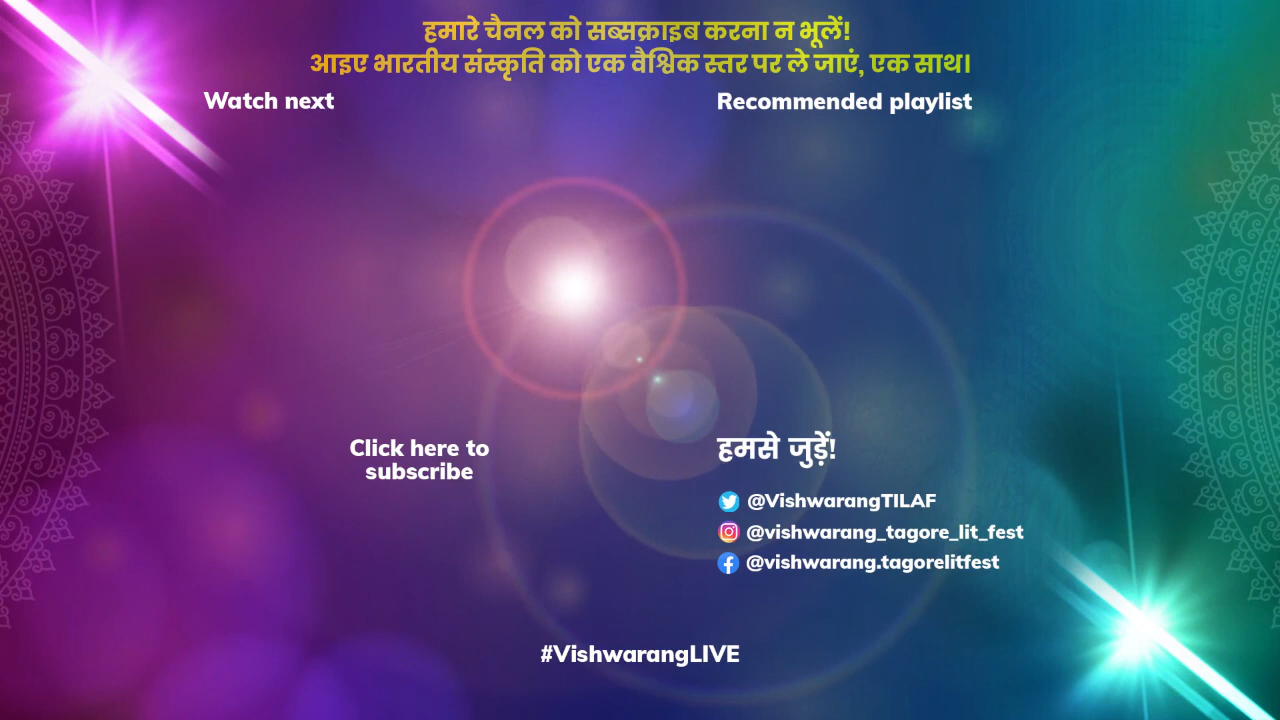 हमारे चैनल को सब्सक्राइब करना न भूलें!
आइए भारतीय संस्कृति को एक वैश्विक स्तर पर ले जाएं, एक साथ।
Watch next
Recommended playlist
Click here to
subscribe
हमसे जुड़ें!
@VishwarangTILAF
@vishwarang_tagore_lit_fest
@vishwarang.tagorelitfest
#VishwarangLIVE